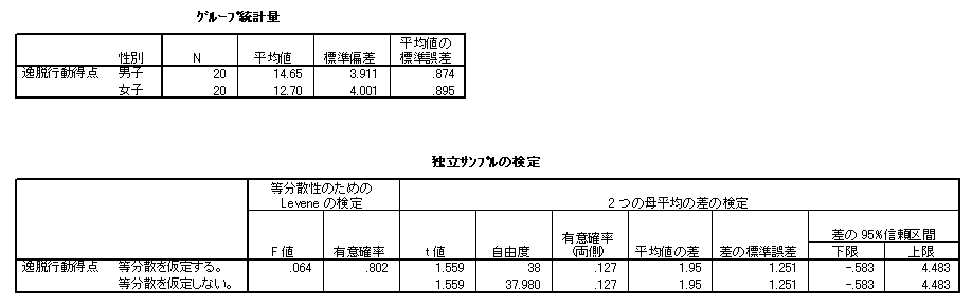 ｸﾞﾙｰﾌﾟ統計量
平均値の
性別 N 平均値 標準偏差 標準誤差
逸脱行動得点 男子 20 14.65 3.911 .874
女子 20 12.70 4.001 .895
独立ｻﾝﾌﾟﾙの検定
等分散性のための
Levene の検定
2 つの母平均の差の検定
有意確率
(両側)
差の 95% 信頼区間
F 値 有意確率 t 値 自由度 平均値の差 差の標準誤差 下限 上限
逸脱行動得点 等分散を仮定する。 .064 .802 1.559 38 .127 1.95 1.251 -.583 4.483
等分散を仮定しない。 1.559 37.980 .127 1.95 1.251 -.583 4.483